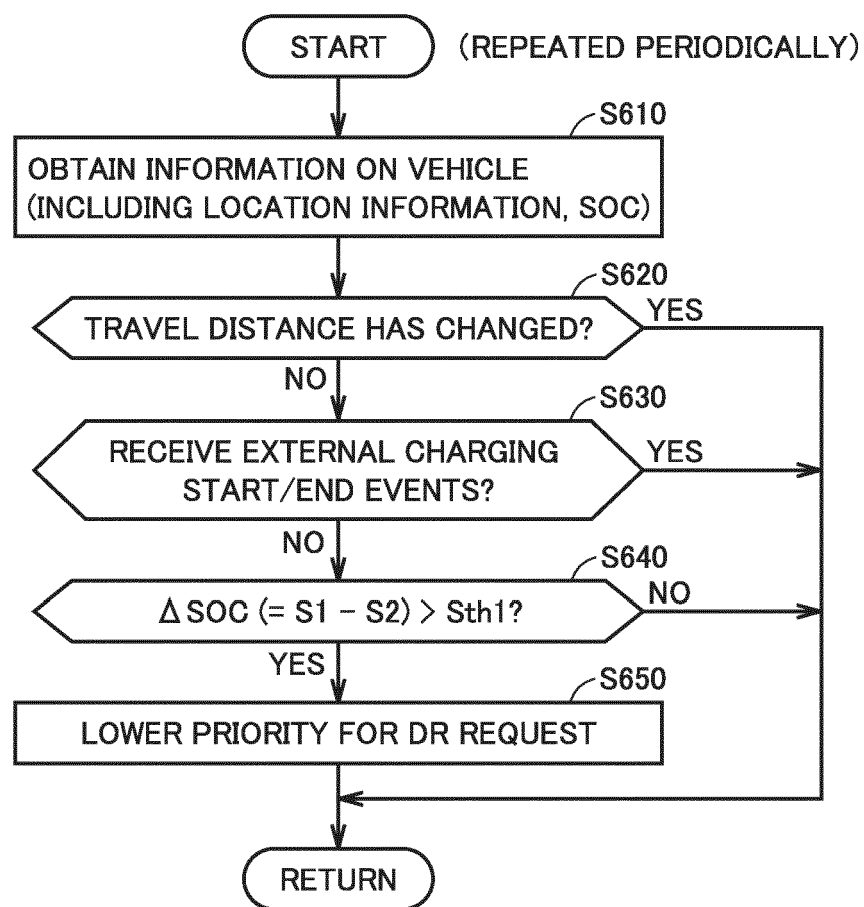 START (REPEATED PERIODICALLY)
S610
OBTAIN INFORMATION ON VEHICLE
(INCLUDING LOCATION INFORMATION, SOC)
S620
TRAVEL DISTANCE HAS CHANGED?
YES
NO
S630
RECEIVE EXTERNAL CHARGING
START/END EVENTS?
YES
NO
S640
ΔSOC (= S1 − S2) > Sth1?
NO
YES
S650
LOWER PRIORITY FOR DR REQUEST
RETURN